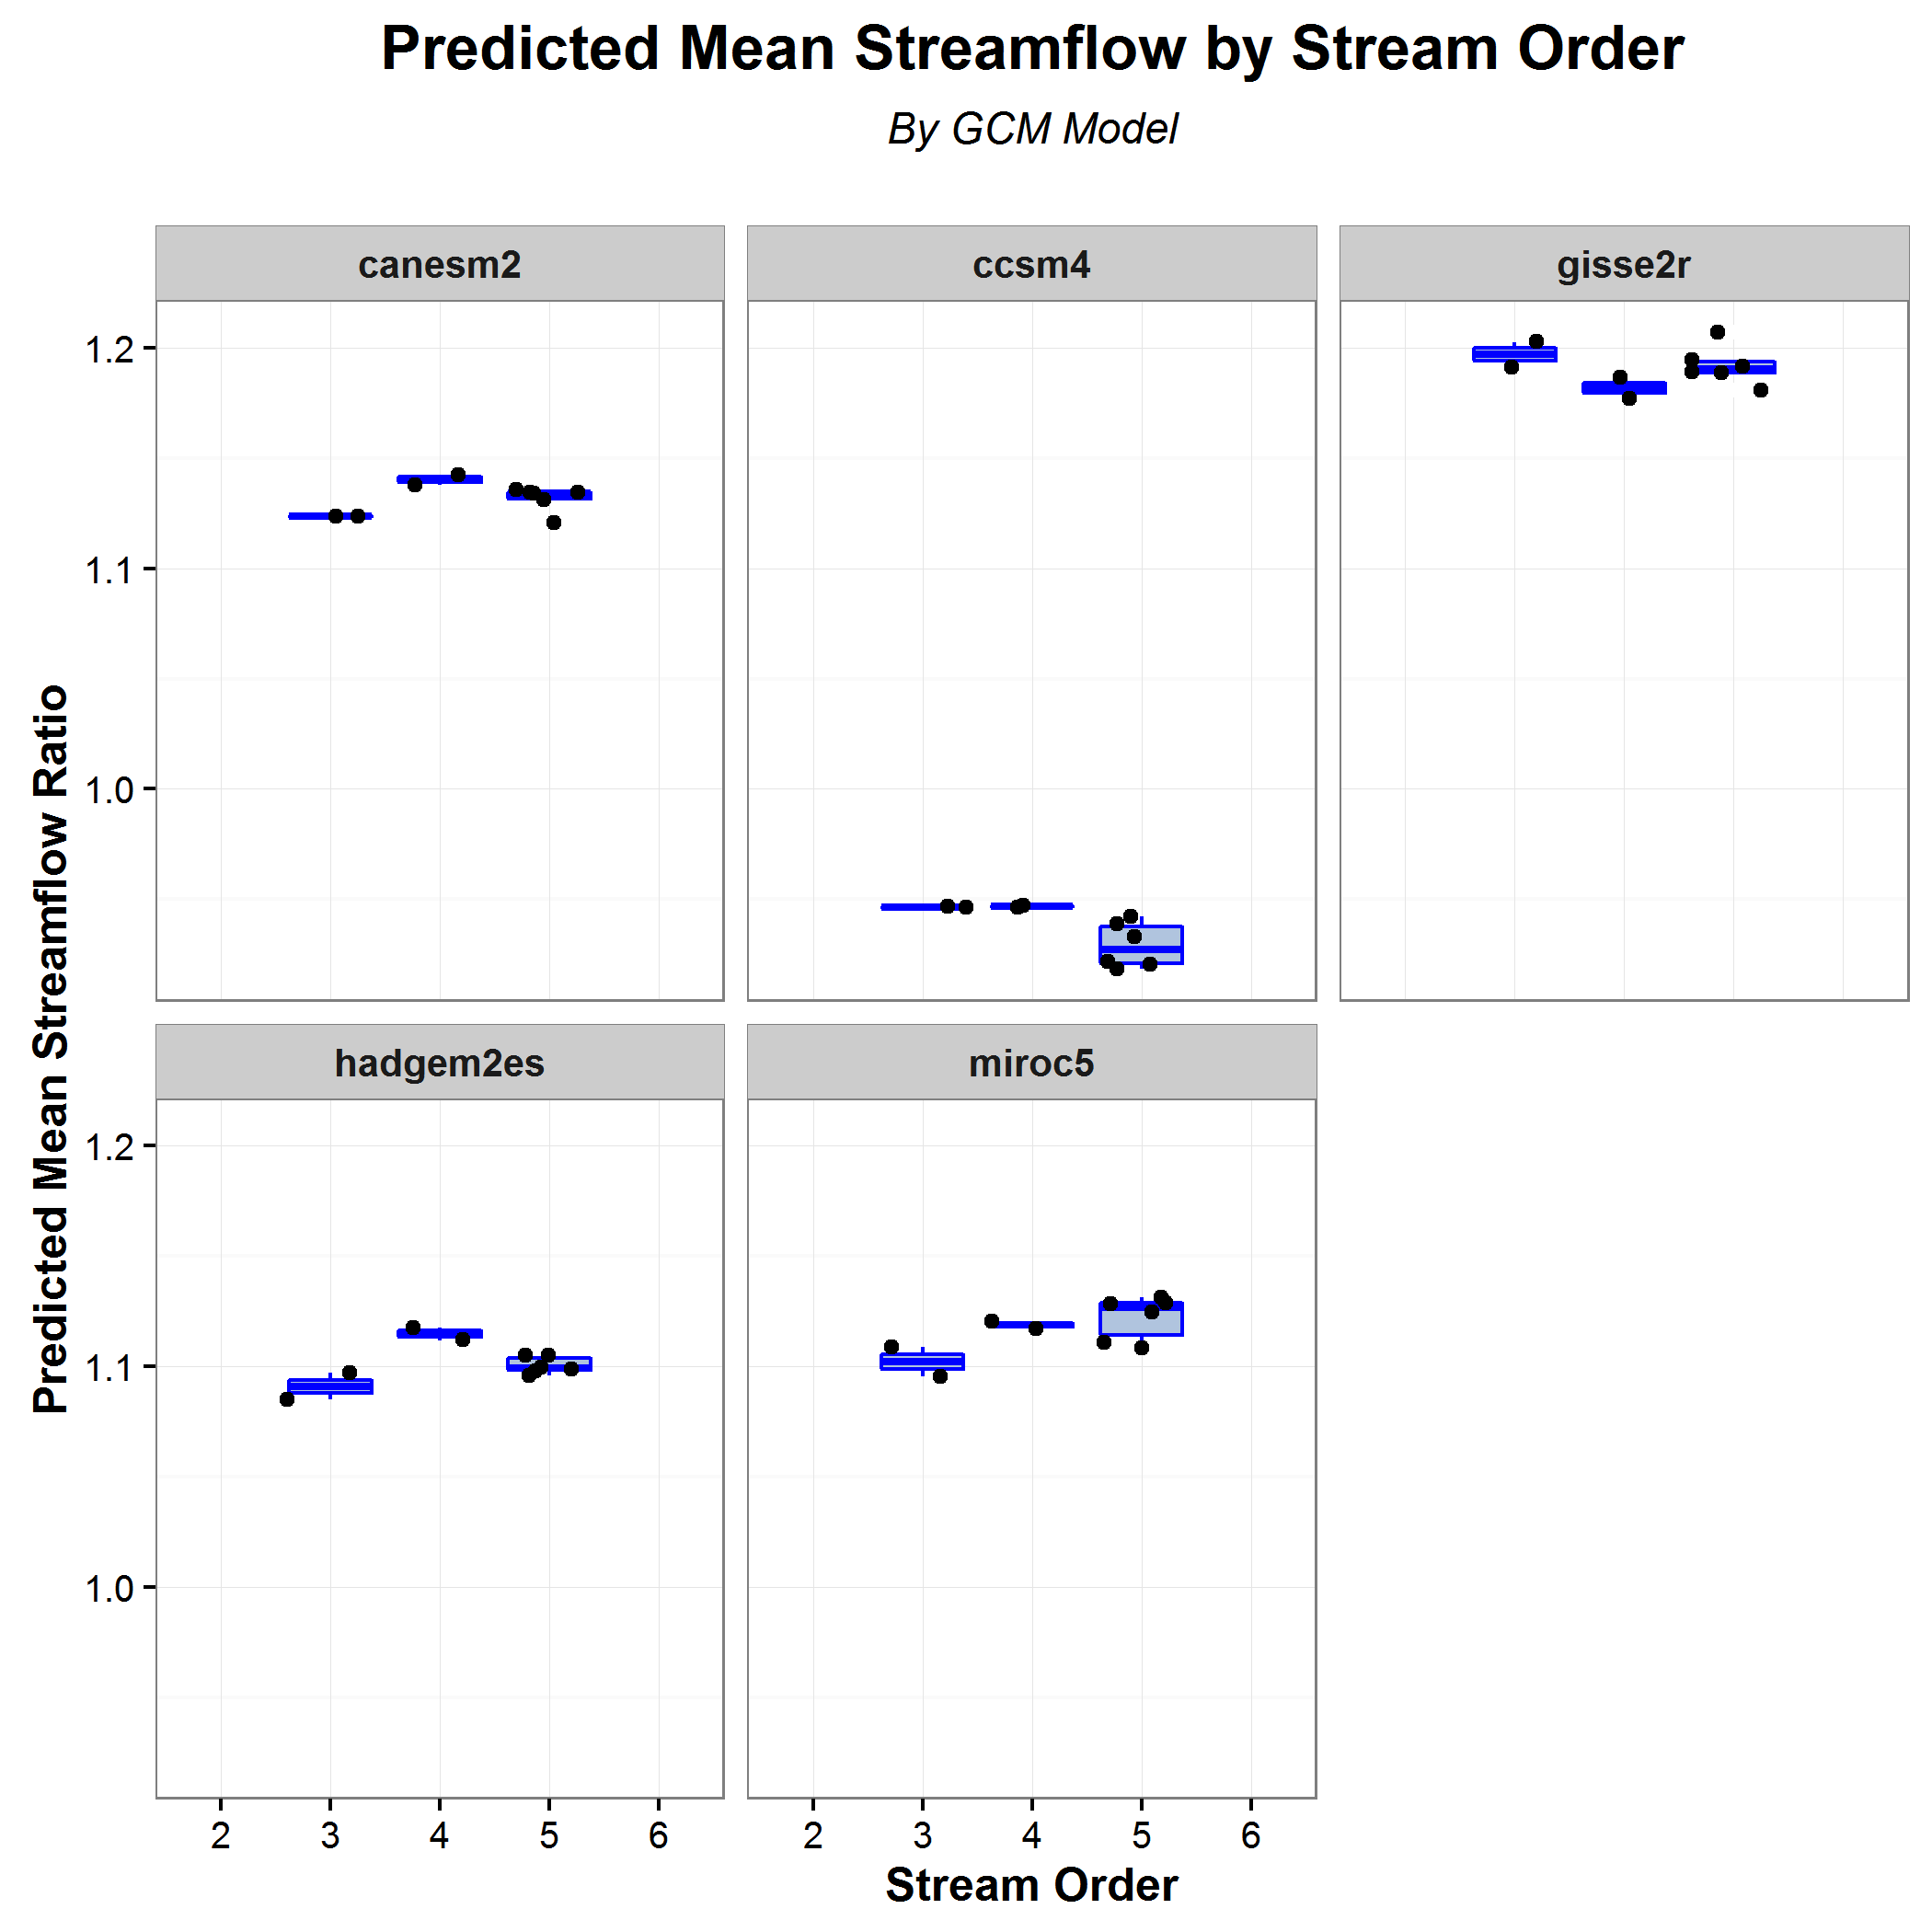 Predicted Mean Streamflow by Stream Order
By GCM Model
canesm2
ccsm4
gisse2r
1.2
1.1
1.0
hadgem2es
miroc5
1.2
1.1
1.0
Predicted Mean Streamflow Ratio
2 3 4 5 6
2 3 4 5 6
Stream Order